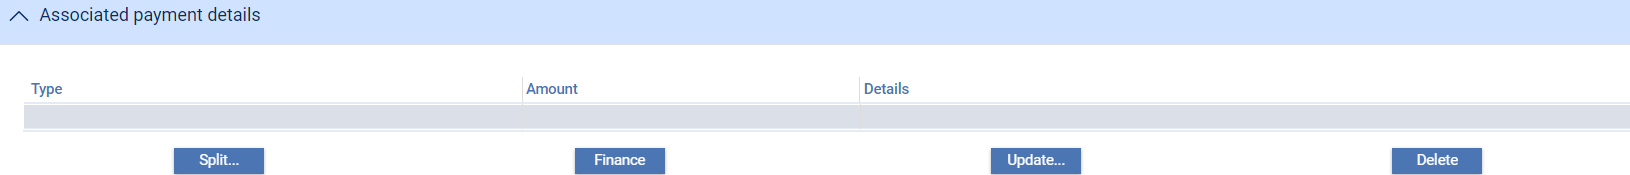 Associated payment details
Type Amount Details
Split... Finance Update... Delete